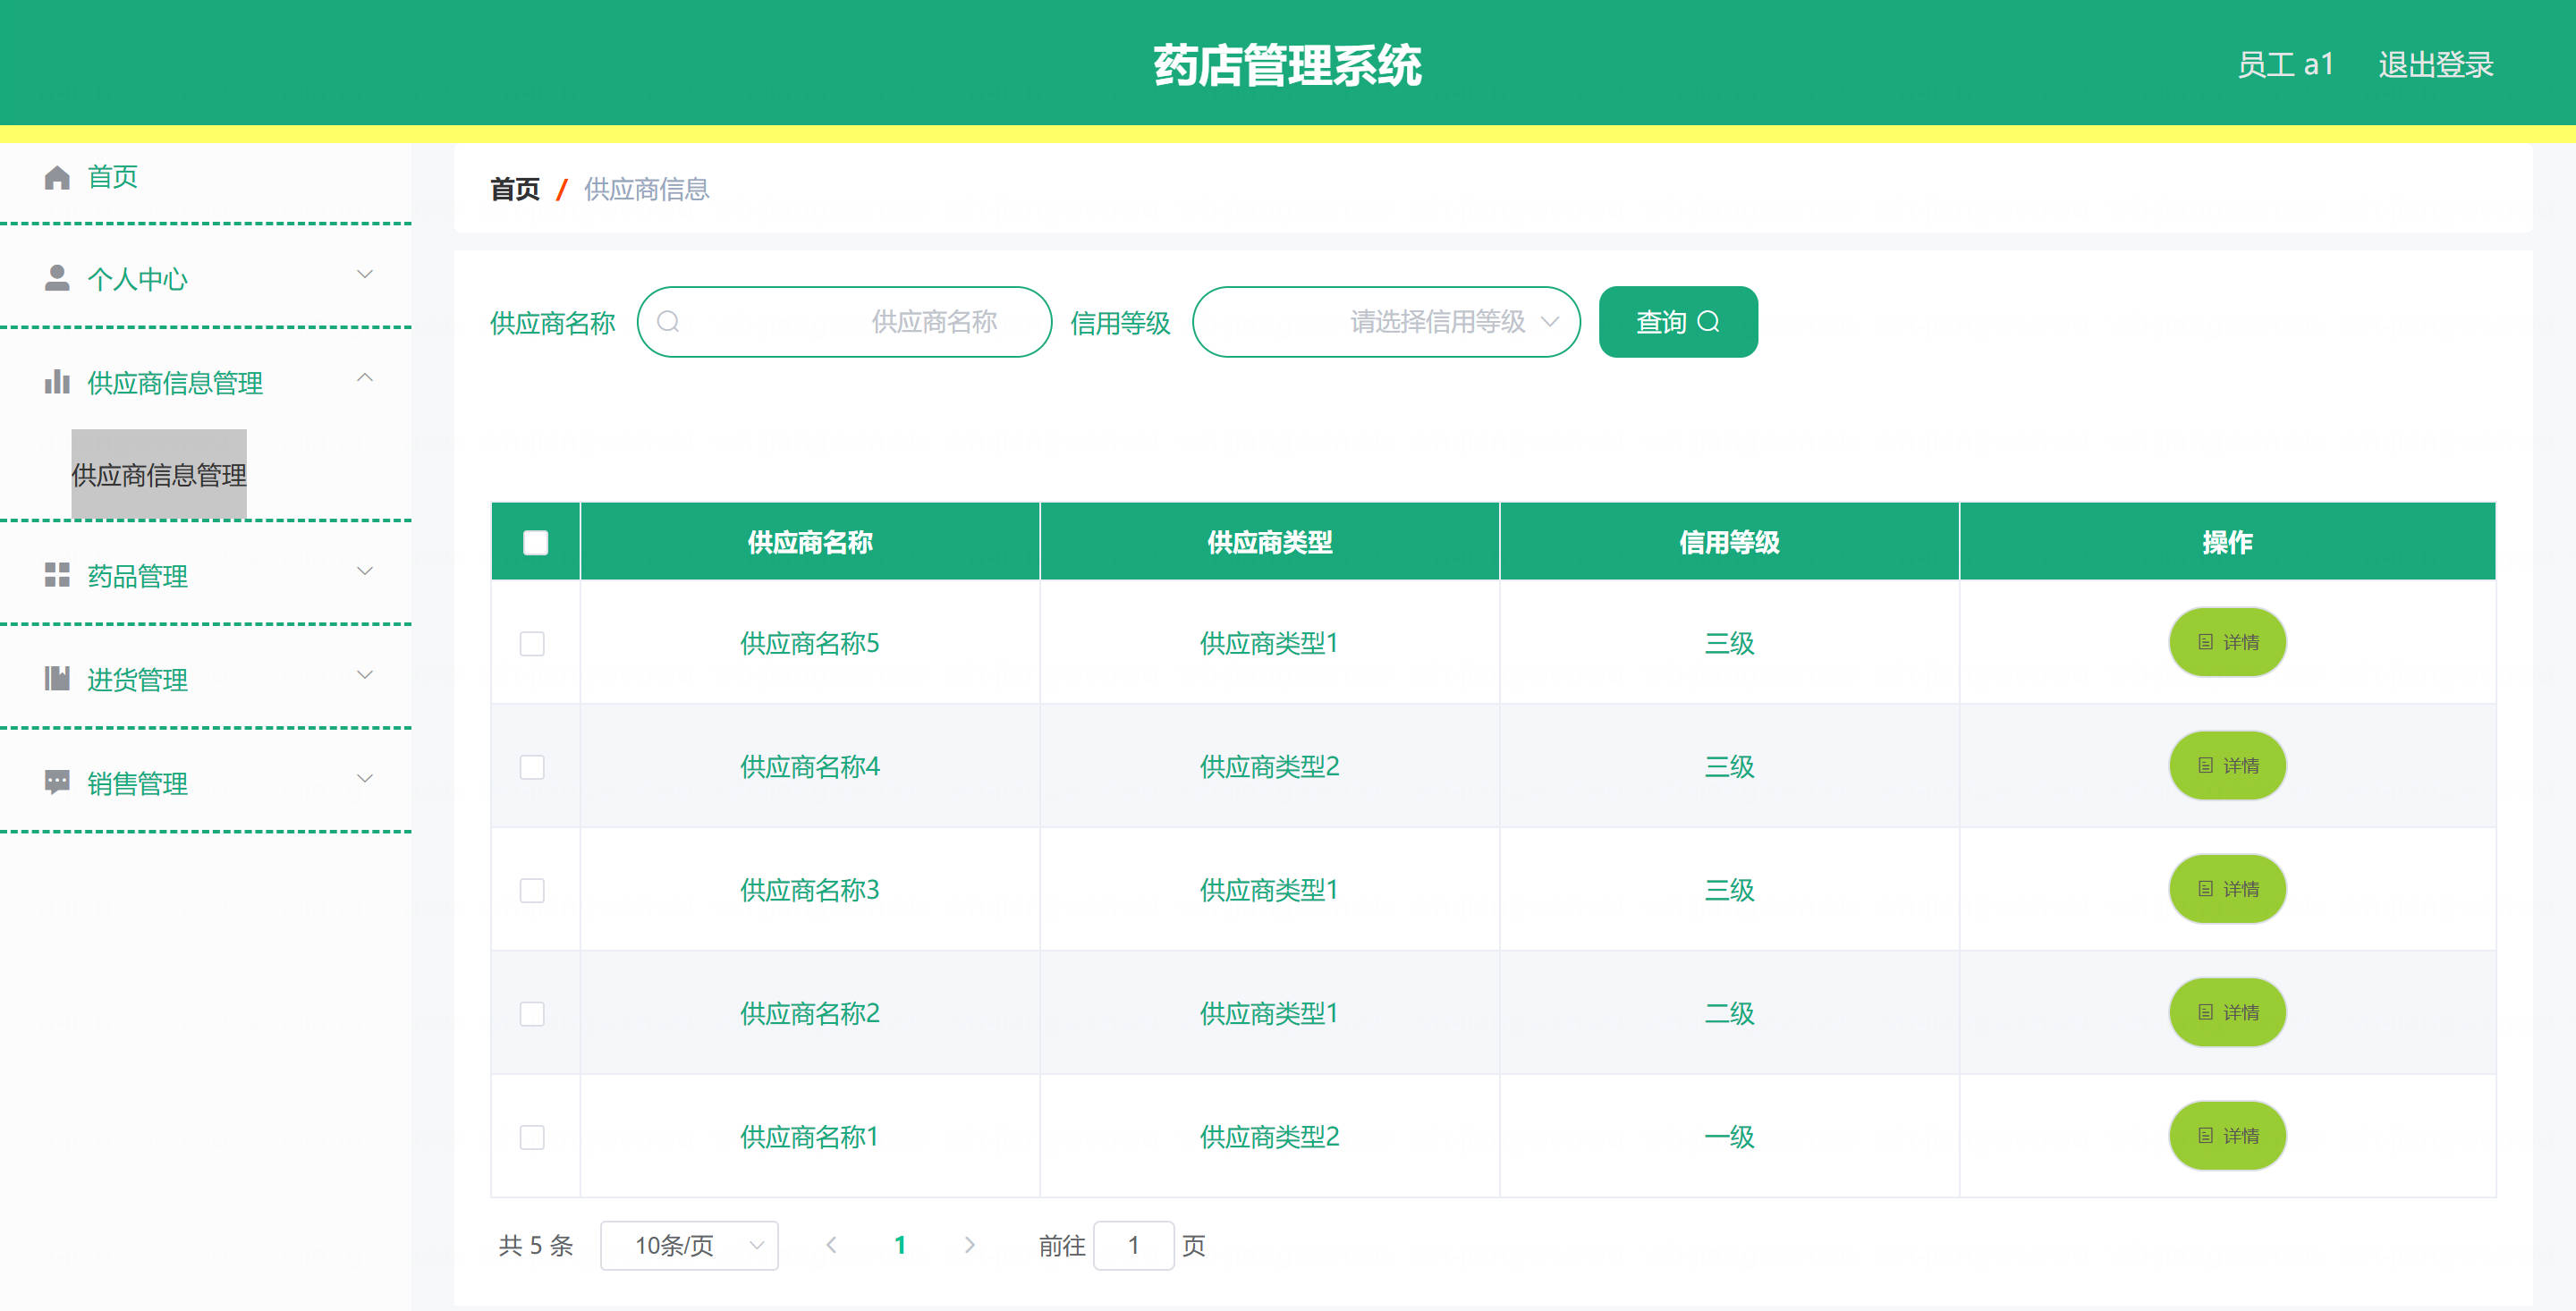 药店管理系统
员工 a1 退出登录
首页
个人中心
供应商信息管理
供应商信息管理
药品管理
进货管理
销售管理
首页 / 供应商信息
供应商名称 供应商名称 信用等级 请选择信用等级 查询
供应商名称 供应商类型 信用等级 操作
供应商名称5 供应商类型1 三级 详情
供应商名称4 供应商类型2 三级 详情
供应商名称3 供应商类型1 三级 详情
供应商名称2 供应商类型1 二级 详情
供应商名称1 供应商类型2 一级 详情
共 5 条 10条/页 1 前往 1 页